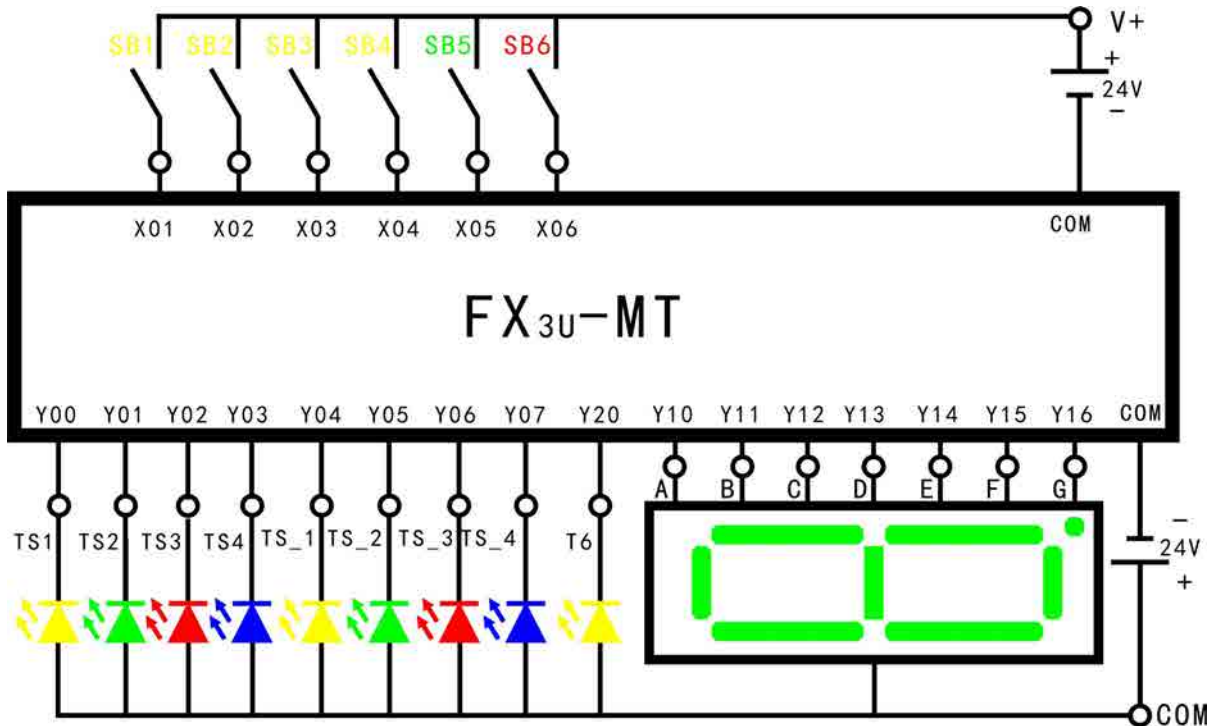 V+
SB1 SB2 SB3 SB4 SB5 SB6
+
24V
-
X01 X02 X03 X04 X05 X06 COM
FX3U-MT
Y00 Y01 Y02 Y03 Y04 Y05 Y06 Y07 Y20 Y10 Y11 Y12 Y13 Y14 Y15 Y16 COM
A B C D E F G
TS1 TS2 TS3 TS4 TS_1 TS_2 TS_3 TS_4 T6
-
24V
+
COM